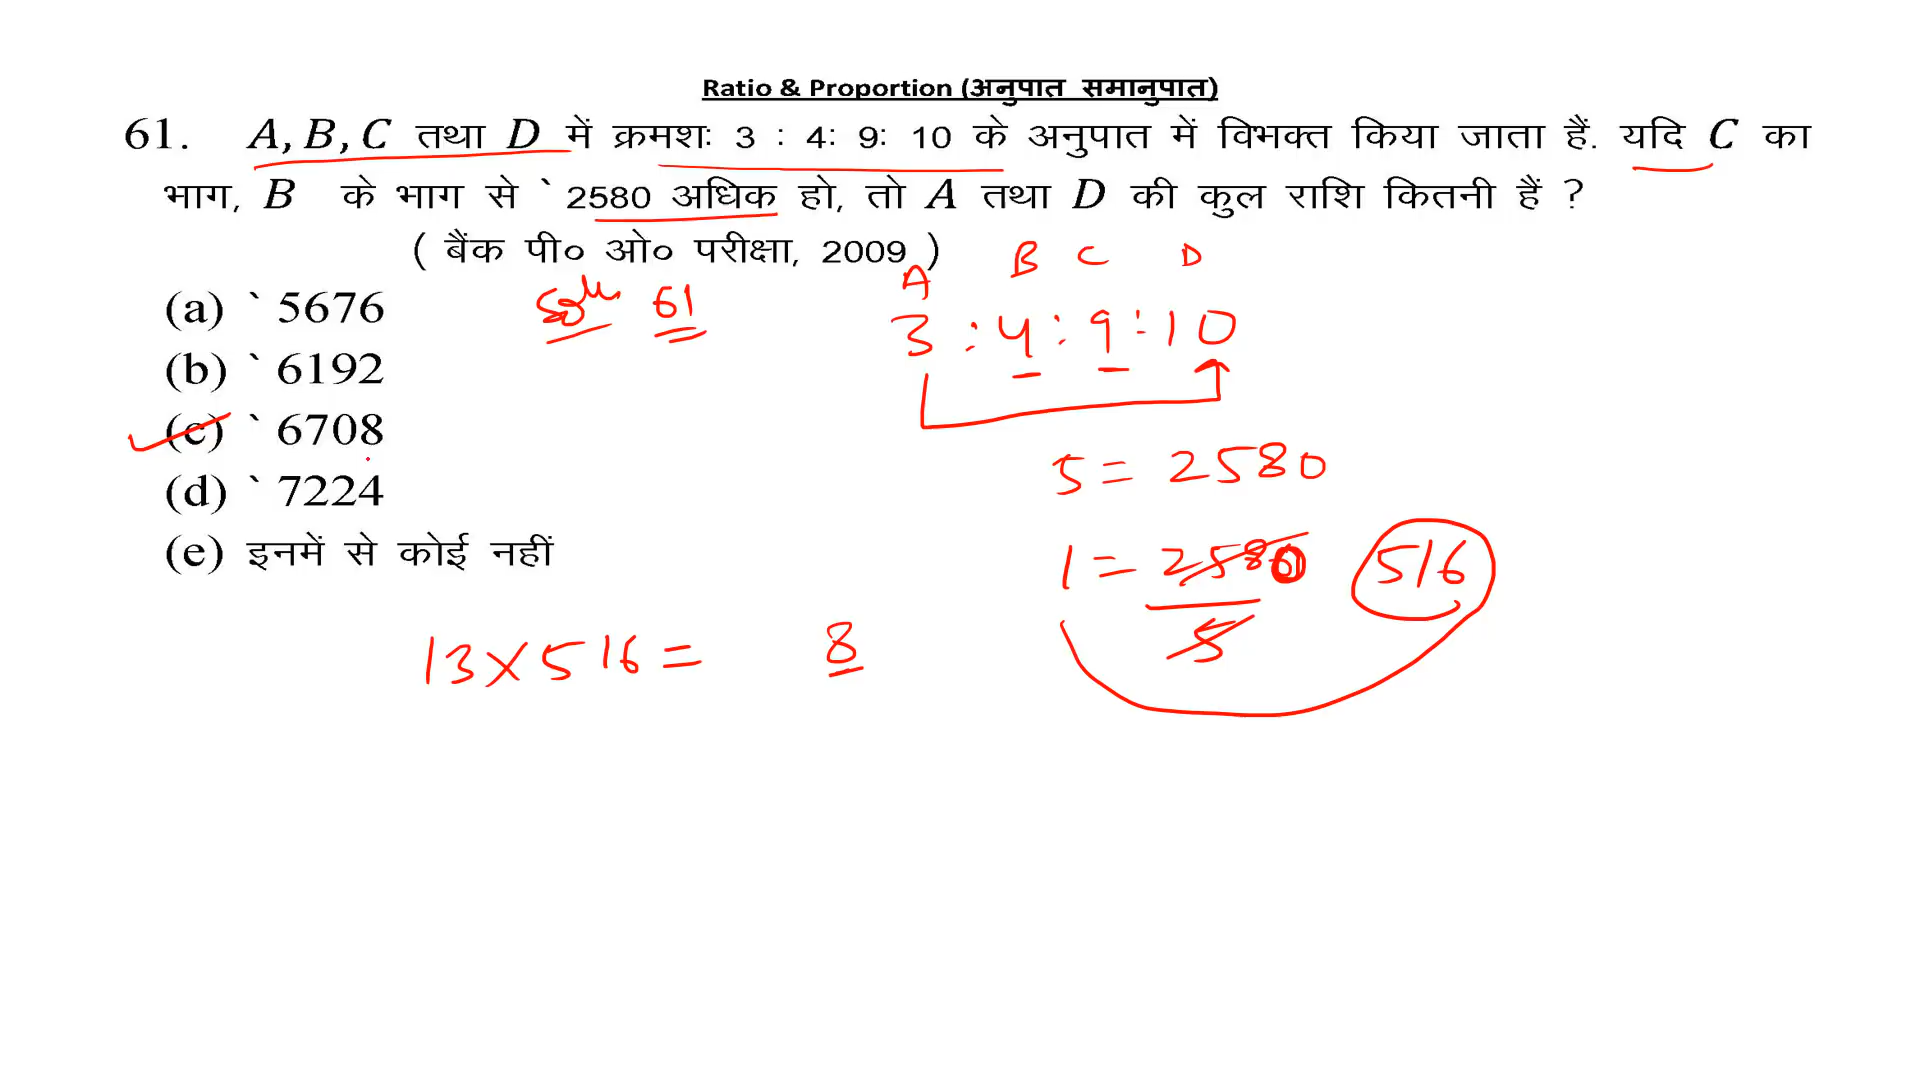 Ratio & Proportion (अनुपात समानुपात)
61. A, B, C तथा D में क्रमशः 3 : 4: 9: 10 के अनुपात में विभक्त किया जाता हैं. यदि C का
भाग, B के भाग से ` 2580 अधिक हो, तो A तथा D की कुल राशि कितनी हैं ?
( बैंक पी० ओ० परीक्षा, 2009 )
(a) ` 5676
(b) ` 6192
(c) ` 6708
(d) ` 7224
(e) इनमें से कोई नहीं
Soln 61
A B C D
3 : 4 : 9 : 10
5 = 2580
1 = 2580 516
5
13 × 516 = 8